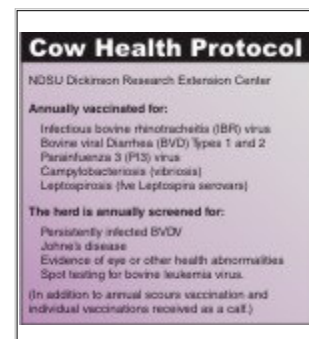 Cow Health Protocol
NDSU Dickinson Research Extension Center
Annually vaccinated for:
Infectious bovine rhinotracheitis (IBR) virus
Bovine viral Diarrhea (BVD) Types 1 and 2
Parainfuenza 3 (PI3) virus
Campylobacteriosis (vibriosis)
Leptospirosis (fve Leptospira serovars)
The herd is annually screened for:
Persistently infected BVDV
Johne's disease
Evidence of eye or other health abnormalities
Spot testing for bovine leukemia virus.
(In addition to annual scours vaccination and
individual vaccinations received as a calf.)